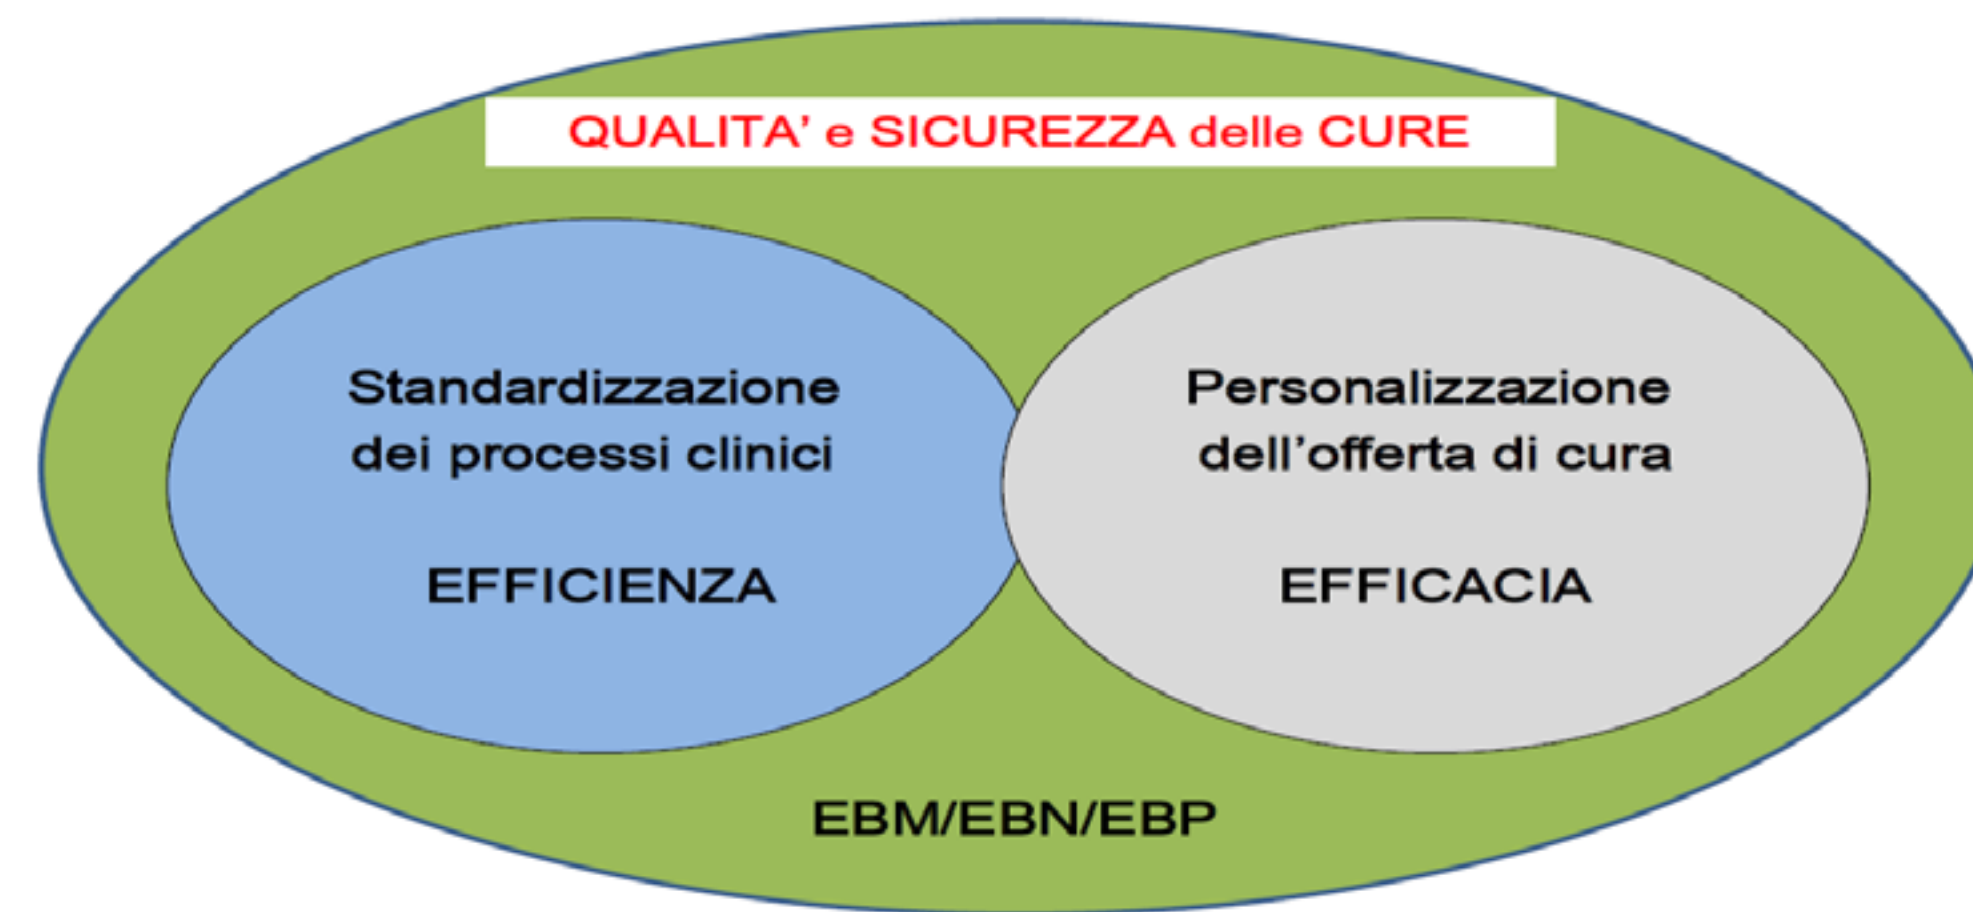 QUALITA' e SICUREZZA delle CURE
Standardizzazione
dei processi clinici
EFFICIENZA
Personalizzazione
dell'offerta di cura
EFFICACIA
EBM/EBN/EBP